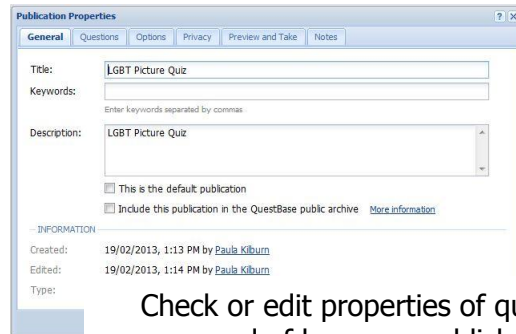 Publication Properties
General Questions Options Privacy Preview and Take Notes
Title: LGBT Picture Quiz
Keywords:
Enter keywords separated by commas
Description: LGBT Picture Quiz
This is the default publication
Include this publication in the QuestBase public archive More information
INFORMATION
Created: 19/02/2013, 1:13 PM by Paula Kilburn
Edited: 19/02/2013, 1:14 PM by Paula Kilburn
Type:
Check or edit properties of